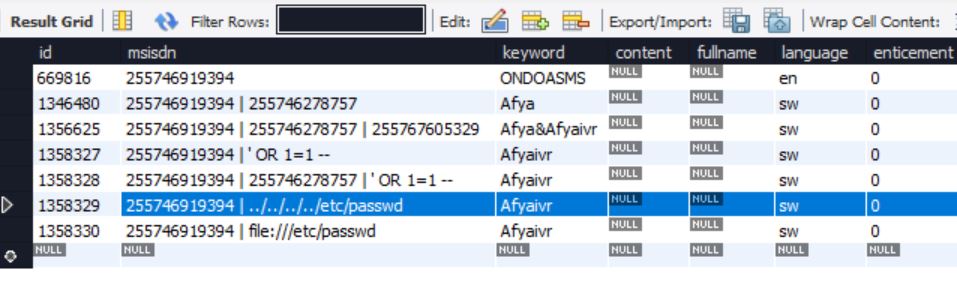 Result Grid Filter Rows: Edit: Export/Import: Wrap Cell Content:
id msisdn keyword content fullname language enticement
669816 255746919394 ONDOASMS NULL NULL en 0
1346480 255746919394 | 255746278757 Afya NULL NULL sw 0
1356625 255746919394 | 255746278757 | 255767605329 Afya&Afyaivr NULL NULL sw 0
1358327 255746919394 | ' OR 1=1 -- Afyaivr NULL NULL sw 0
1358328 255746919394 | 255746278757 | ' OR 1=1 -- Afyaivr NULL NULL sw 0
1358329 255746919394 | ../../../../etc/passwd Afyaivr NULL NULL sw 0
1358330 255746919394 | file:///etc/passwd Afyaivr NULL NULL sw 0
NULL NULL NULL NULL NULL NULL NULL